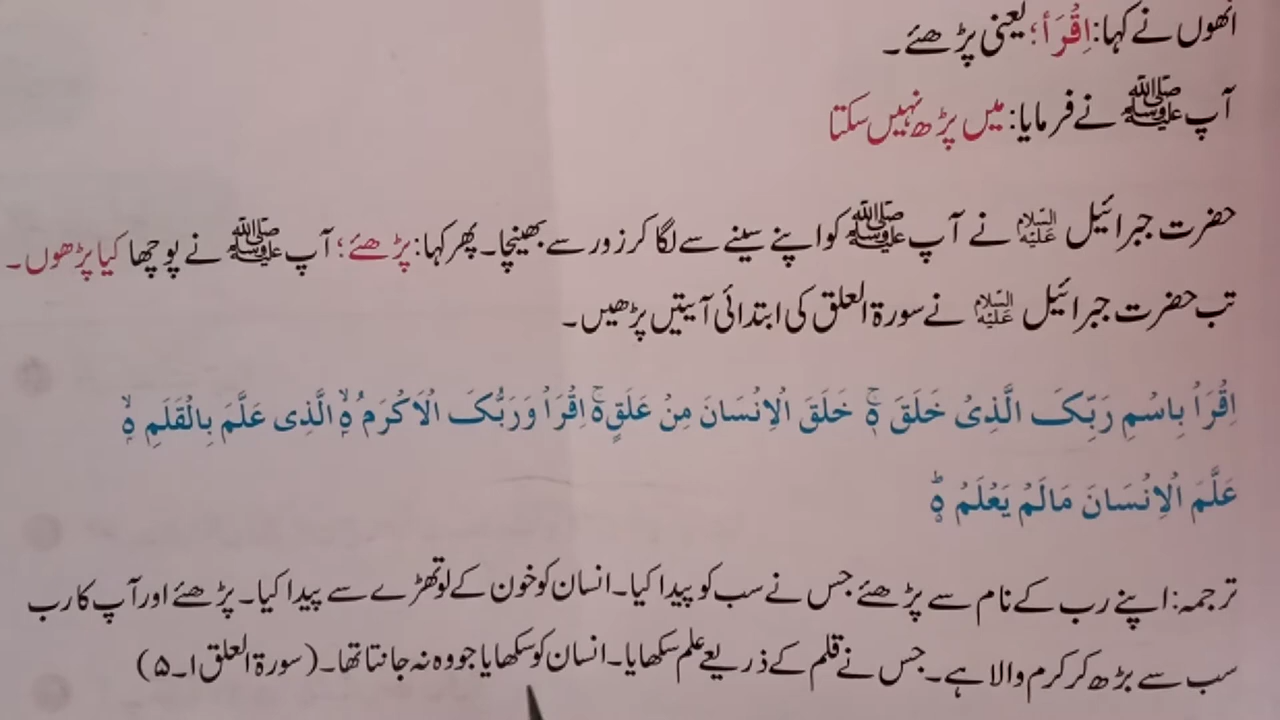 انھوں نے کہا: اِقْرَأ؛ یعنی پڑھئے۔
آپ ﷺ نے فرمایا: میں پڑھ نہیں سکتا
حضرت جبرائیل علیہ السلام نے آپ ﷺ کو اپنے سینے سے لگا کر زور سے بھینچا۔ پھر کہا: پڑھئے؛ آپ ﷺ نے پوچھا کیا پڑھوں۔
تب حضرت جبرائیل علیہ السلام نے سورۃ العلق کی ابتدائی آیتیں پڑھیں۔
اِقْرَاْ بِاسْمِ رَبِّکَ الَّذِیْ خَلَقَ ۚ۝ خَلَقَ الْاِنْسَانَ مِنْ عَلَقٍ ۚ۝ اِقْرَاْ وَرَبُّکَ الْاَکْرَمُ ۙ۝ الَّذِی عَلَّمَ بِالْقَلَمِ ۙ۝
عَلَّمَ الْاِنْسَانَ مَالَمْ یَعْلَمْ ؕ۝
ترجمہ: اپنے رب کے نام سے پڑھئے جس نے سب کو پیدا کیا۔ انسان کو خون کے لوتھڑے سے پیدا کیا۔ پڑھئے اور آپ کا رب
سب سے بڑھ کر کرم والا ہے۔ جس نے قلم کے ذریعے علم سکھایا۔ انسان کو سکھایا جو وہ نہ جانتا تھا۔ (سورۃ العلق ۱۔۵)